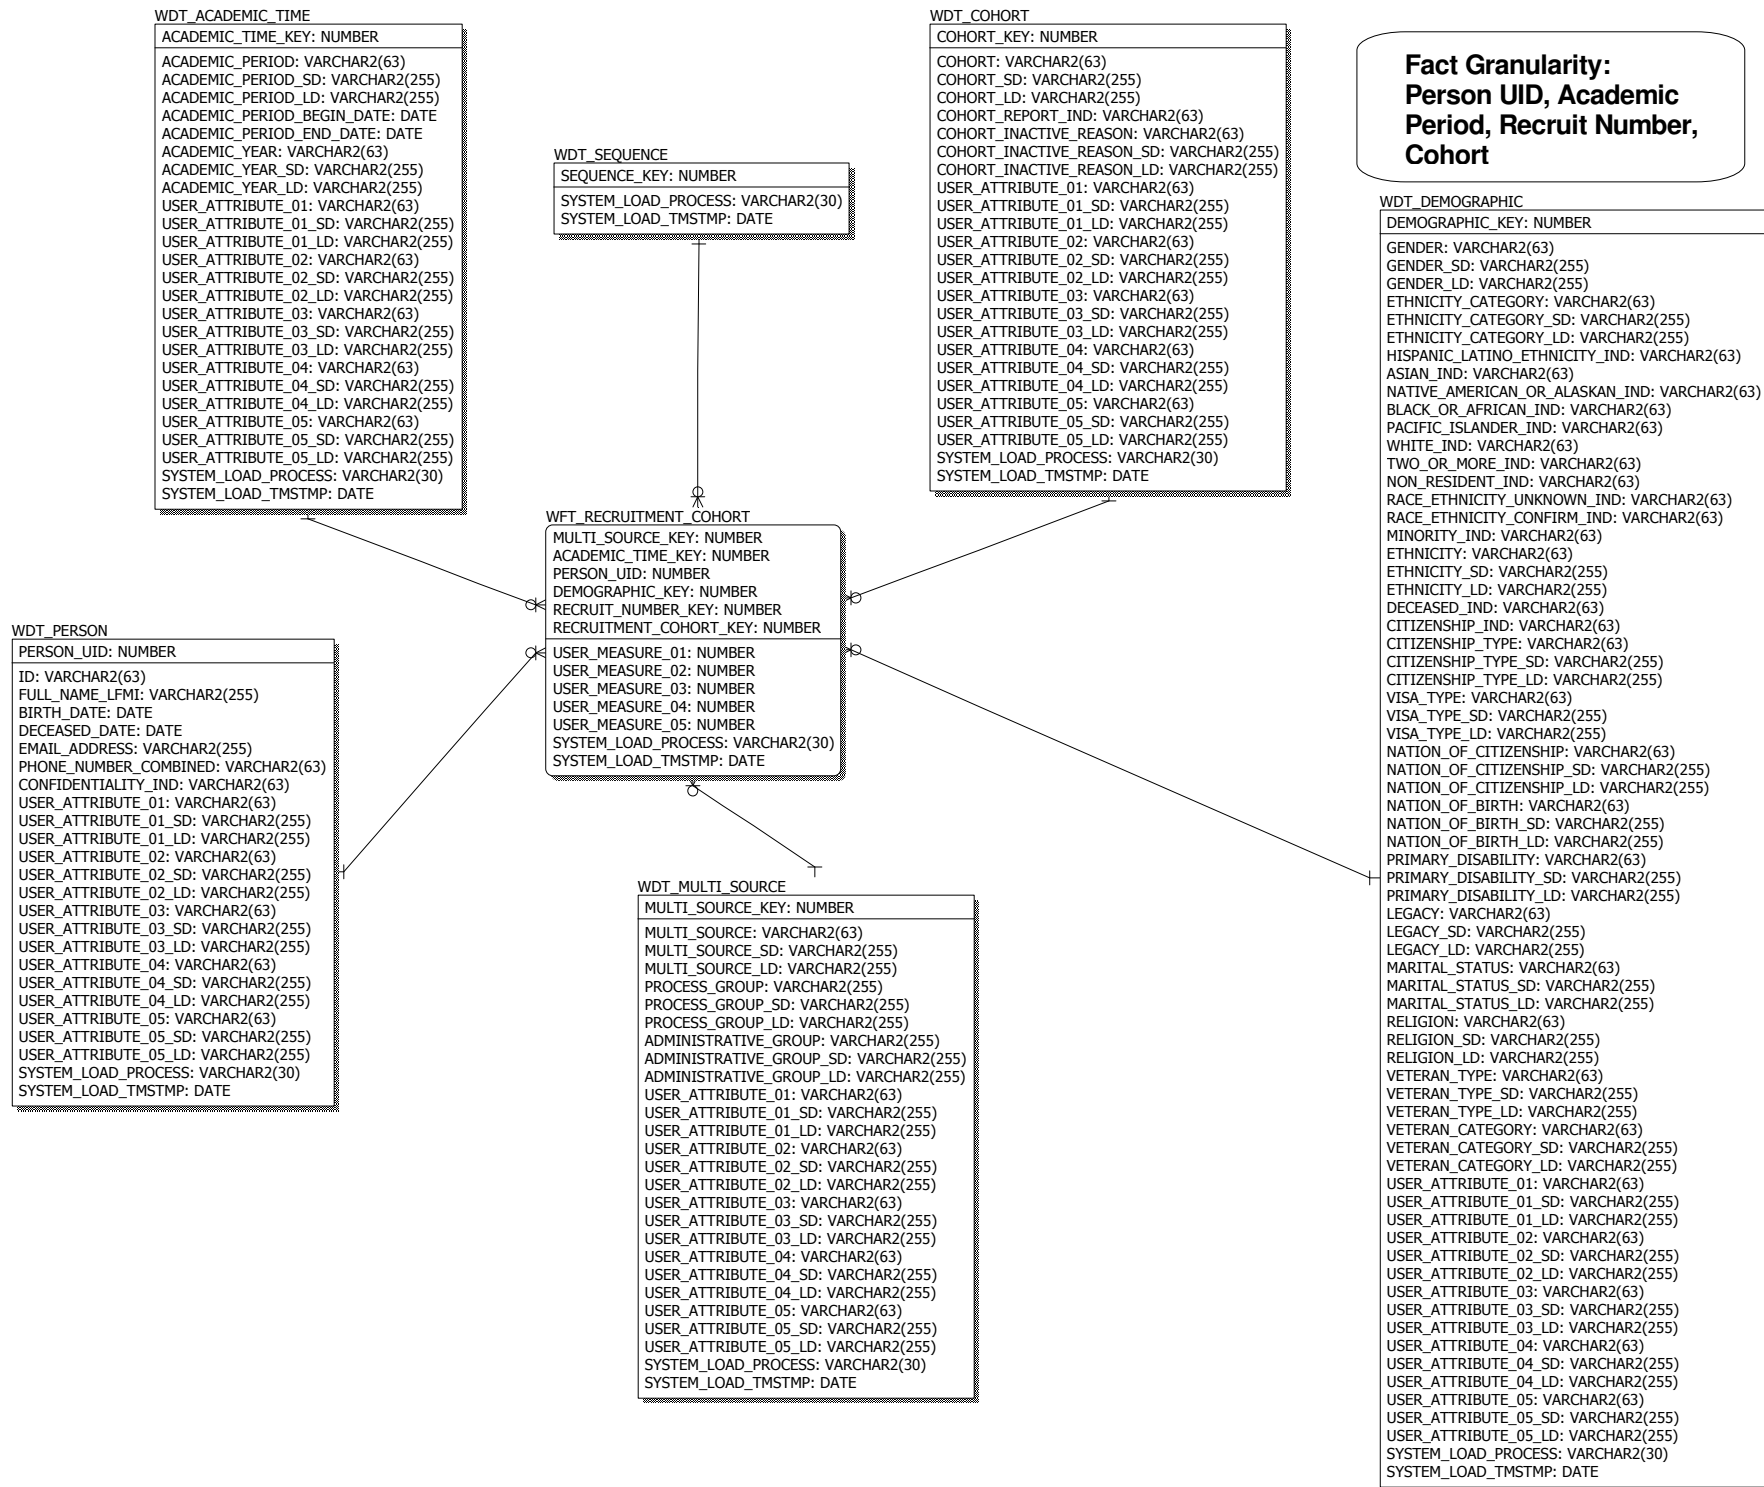 WDT_ACADEMIC_TIME
ACADEMIC_TIME_KEY: NUMBER
ACADEMIC_PERIOD: VARCHAR2(63)
ACADEMIC_PERIOD_SD: VARCHAR2(255)
ACADEMIC_PERIOD_LD: VARCHAR2(255)
ACADEMIC_PERIOD_BEGIN_DATE: DATE
ACADEMIC_PERIOD_END_DATE: DATE
ACADEMIC_YEAR: VARCHAR2(63)
ACADEMIC_YEAR_SD: VARCHAR2(255)
ACADEMIC_YEAR_LD: VARCHAR2(255)
USER_ATTRIBUTE_01: VARCHAR2(63)
USER_ATTRIBUTE_01_SD: VARCHAR2(255)
USER_ATTRIBUTE_01_LD: VARCHAR2(255)
USER_ATTRIBUTE_02: VARCHAR2(63)
USER_ATTRIBUTE_02_SD: VARCHAR2(255)
USER_ATTRIBUTE_02_LD: VARCHAR2(255)
USER_ATTRIBUTE_03: VARCHAR2(63)
USER_ATTRIBUTE_03_SD: VARCHAR2(255)
USER_ATTRIBUTE_03_LD: VARCHAR2(255)
USER_ATTRIBUTE_04: VARCHAR2(63)
USER_ATTRIBUTE_04_SD: VARCHAR2(255)
USER_ATTRIBUTE_04_LD: VARCHAR2(255)
USER_ATTRIBUTE_05: VARCHAR2(63)
USER_ATTRIBUTE_05_SD: VARCHAR2(255)
USER_ATTRIBUTE_05_LD: VARCHAR2(255)
SYSTEM_LOAD_PROCESS: VARCHAR2(30)
SYSTEM_LOAD_TMSTMP: DATE
WDT_SEQUENCE
SEQUENCE_KEY: NUMBER
SYSTEM_LOAD_PROCESS: VARCHAR2(30)
SYSTEM_LOAD_TMSTMP: DATE
WDT_COHORT
COHORT_KEY: NUMBER
COHORT: VARCHAR2(63)
COHORT_SD: VARCHAR2(255)
COHORT_LD: VARCHAR2(255)
COHORT_REPORT_IND: VARCHAR2(63)
COHORT_INACTIVE_REASON: VARCHAR2(63)
COHORT_INACTIVE_REASON_SD: VARCHAR2(255)
COHORT_INACTIVE_REASON_LD: VARCHAR2(255)
USER_ATTRIBUTE_01: VARCHAR2(63)
USER_ATTRIBUTE_01_SD: VARCHAR2(255)
USER_ATTRIBUTE_01_LD: VARCHAR2(255)
USER_ATTRIBUTE_02: VARCHAR2(63)
USER_ATTRIBUTE_02_SD: VARCHAR2(255)
USER_ATTRIBUTE_02_LD: VARCHAR2(255)
USER_ATTRIBUTE_03: VARCHAR2(63)
USER_ATTRIBUTE_03_SD: VARCHAR2(255)
USER_ATTRIBUTE_03_LD: VARCHAR2(255)
USER_ATTRIBUTE_04: VARCHAR2(63)
USER_ATTRIBUTE_04_SD: VARCHAR2(255)
USER_ATTRIBUTE_04_LD: VARCHAR2(255)
USER_ATTRIBUTE_05: VARCHAR2(63)
USER_ATTRIBUTE_05_SD: VARCHAR2(255)
USER_ATTRIBUTE_05_LD: VARCHAR2(255)
SYSTEM_LOAD_PROCESS: VARCHAR2(30)
SYSTEM_LOAD_TMSTMP: DATE
Fact Granularity:
Person UID, Academic
Period, Recruit Number,
Cohort
WDT_DEMOGRAPHIC
DEMOGRAPHIC_KEY: NUMBER
GENDER: VARCHAR2(63)
GENDER_SD: VARCHAR2(255)
GENDER_LD: VARCHAR2(255)
ETHNICITY_CATEGORY: VARCHAR2(63)
ETHNICITY_CATEGORY_SD: VARCHAR2(255)
ETHNICITY_CATEGORY_LD: VARCHAR2(255)
HISPANIC_LATINO_ETHNICITY_IND: VARCHAR2(63)
ASIAN_IND: VARCHAR2(63)
NATIVE_AMERICAN_OR_ALASKAN_IND: VARCHAR2(63)
BLACK_OR_AFRICAN_IND: VARCHAR2(63)
PACIFIC_ISLANDER_IND: VARCHAR2(63)
WHITE_IND: VARCHAR2(63)
TWO_OR_MORE_IND: VARCHAR2(63)
NON_RESIDENT_IND: VARCHAR2(63)
RACE_ETHNICITY_UNKNOWN_IND: VARCHAR2(63)
RACE_ETHNICITY_CONFIRM_IND: VARCHAR2(63)
MINORITY_IND: VARCHAR2(63)
ETHNICITY: VARCHAR2(63)
ETHNICITY_SD: VARCHAR2(255)
ETHNICITY_LD: VARCHAR2(255)
DECEASED_IND: VARCHAR2(63)
CITIZENSHIP_IND: VARCHAR2(63)
CITIZENSHIP_TYPE: VARCHAR2(63)
CITIZENSHIP_TYPE_SD: VARCHAR2(255)
CITIZENSHIP_TYPE_LD: VARCHAR2(255)
VISA_TYPE: VARCHAR2(63)
VISA_TYPE_SD: VARCHAR2(255)
VISA_TYPE_LD: VARCHAR2(255)
NATION_OF_CITIZENSHIP: VARCHAR2(63)
NATION_OF_CITIZENSHIP_SD: VARCHAR2(255)
NATION_OF_CITIZENSHIP_LD: VARCHAR2(255)
NATION_OF_BIRTH: VARCHAR2(63)
NATION_OF_BIRTH_SD: VARCHAR2(255)
NATION_OF_BIRTH_LD: VARCHAR2(255)
PRIMARY_DISABILITY: VARCHAR2(63)
PRIMARY_DISABILITY_SD: VARCHAR2(255)
PRIMARY_DISABILITY_LD: VARCHAR2(255)
LEGACY: VARCHAR2(63)
LEGACY_SD: VARCHAR2(255)
LEGACY_LD: VARCHAR2(255)
MARITAL_STATUS: VARCHAR2(63)
MARITAL_STATUS_SD: VARCHAR2(255)
MARITAL_STATUS_LD: VARCHAR2(255)
RELIGION: VARCHAR2(63)
RELIGION_SD: VARCHAR2(255)
RELIGION_LD: VARCHAR2(255)
VETERAN_TYPE: VARCHAR2(63)
VETERAN_TYPE_SD: VARCHAR2(255)
VETERAN_TYPE_LD: VARCHAR2(255)
VETERAN_CATEGORY: VARCHAR2(63)
VETERAN_CATEGORY_SD: VARCHAR2(255)
VETERAN_CATEGORY_LD: VARCHAR2(255)
USER_ATTRIBUTE_01: VARCHAR2(63)
USER_ATTRIBUTE_01_SD: VARCHAR2(255)
USER_ATTRIBUTE_01_LD: VARCHAR2(255)
USER_ATTRIBUTE_02: VARCHAR2(63)
USER_ATTRIBUTE_02_SD: VARCHAR2(255)
USER_ATTRIBUTE_02_LD: VARCHAR2(255)
USER_ATTRIBUTE_03: VARCHAR2(63)
USER_ATTRIBUTE_03_SD: VARCHAR2(255)
USER_ATTRIBUTE_03_LD: VARCHAR2(255)
USER_ATTRIBUTE_04: VARCHAR2(63)
USER_ATTRIBUTE_04_SD: VARCHAR2(255)
USER_ATTRIBUTE_04_LD: VARCHAR2(255)
USER_ATTRIBUTE_05: VARCHAR2(63)
USER_ATTRIBUTE_05_SD: VARCHAR2(255)
USER_ATTRIBUTE_05_LD: VARCHAR2(255)
SYSTEM_LOAD_PROCESS: VARCHAR2(30)
SYSTEM_LOAD_TMSTMP: DATE
WFT_RECRUITMENT_COHORT
MULTI_SOURCE_KEY: NUMBER
ACADEMIC_TIME_KEY: NUMBER
PERSON_UID: NUMBER
DEMOGRAPHIC_KEY: NUMBER
RECRUIT_NUMBER_KEY: NUMBER
RECRUITMENT_COHORT_KEY: NUMBER
USER_MEASURE_01: NUMBER
USER_MEASURE_02: NUMBER
USER_MEASURE_03: NUMBER
USER_MEASURE_04: NUMBER
USER_MEASURE_05: NUMBER
SYSTEM_LOAD_PROCESS: VARCHAR2(30)
SYSTEM_LOAD_TMSTMP: DATE
WDT_PERSON
PERSON_UID: NUMBER
ID: VARCHAR2(63)
FULL_NAME_LFMI: VARCHAR2(255)
BIRTH_DATE: DATE
DECEASED_DATE: DATE
EMAIL_ADDRESS: VARCHAR2(255)
PHONE_NUMBER_COMBINED: VARCHAR2(63)
CONFIDENTIALITY_IND: VARCHAR2(63)
USER_ATTRIBUTE_01: VARCHAR2(63)
USER_ATTRIBUTE_01_SD: VARCHAR2(255)
USER_ATTRIBUTE_01_LD: VARCHAR2(255)
USER_ATTRIBUTE_02: VARCHAR2(63)
USER_ATTRIBUTE_02_SD: VARCHAR2(255)
USER_ATTRIBUTE_02_LD: VARCHAR2(255)
USER_ATTRIBUTE_03: VARCHAR2(63)
USER_ATTRIBUTE_03_SD: VARCHAR2(255)
USER_ATTRIBUTE_03_LD: VARCHAR2(255)
USER_ATTRIBUTE_04: VARCHAR2(63)
USER_ATTRIBUTE_04_SD: VARCHAR2(255)
USER_ATTRIBUTE_04_LD: VARCHAR2(255)
USER_ATTRIBUTE_05: VARCHAR2(63)
USER_ATTRIBUTE_05_SD: VARCHAR2(255)
USER_ATTRIBUTE_05_LD: VARCHAR2(255)
SYSTEM_LOAD_PROCESS: VARCHAR2(30)
SYSTEM_LOAD_TMSTMP: DATE
WDT_MULTI_SOURCE
MULTI_SOURCE_KEY: NUMBER
MULTI_SOURCE: VARCHAR2(63)
MULTI_SOURCE_SD: VARCHAR2(255)
MULTI_SOURCE_LD: VARCHAR2(255)
PROCESS_GROUP: VARCHAR2(255)
PROCESS_GROUP_SD: VARCHAR2(255)
PROCESS_GROUP_LD: VARCHAR2(255)
ADMINISTRATIVE_GROUP: VARCHAR2(255)
ADMINISTRATIVE_GROUP_SD: VARCHAR2(255)
ADMINISTRATIVE_GROUP_LD: VARCHAR2(255)
USER_ATTRIBUTE_01: VARCHAR2(63)
USER_ATTRIBUTE_01_SD: VARCHAR2(255)
USER_ATTRIBUTE_01_LD: VARCHAR2(255)
USER_ATTRIBUTE_02: VARCHAR2(63)
USER_ATTRIBUTE_02_SD: VARCHAR2(255)
USER_ATTRIBUTE_02_LD: VARCHAR2(255)
USER_ATTRIBUTE_03: VARCHAR2(63)
USER_ATTRIBUTE_03_SD: VARCHAR2(255)
USER_ATTRIBUTE_03_LD: VARCHAR2(255)
USER_ATTRIBUTE_04: VARCHAR2(63)
USER_ATTRIBUTE_04_SD: VARCHAR2(255)
USER_ATTRIBUTE_04_LD: VARCHAR2(255)
USER_ATTRIBUTE_05: VARCHAR2(63)
USER_ATTRIBUTE_05_SD: VARCHAR2(255)
USER_ATTRIBUTE_05_LD: VARCHAR2(255)
SYSTEM_LOAD_PROCESS: VARCHAR2(30)
SYSTEM_LOAD_TMSTMP: DATE